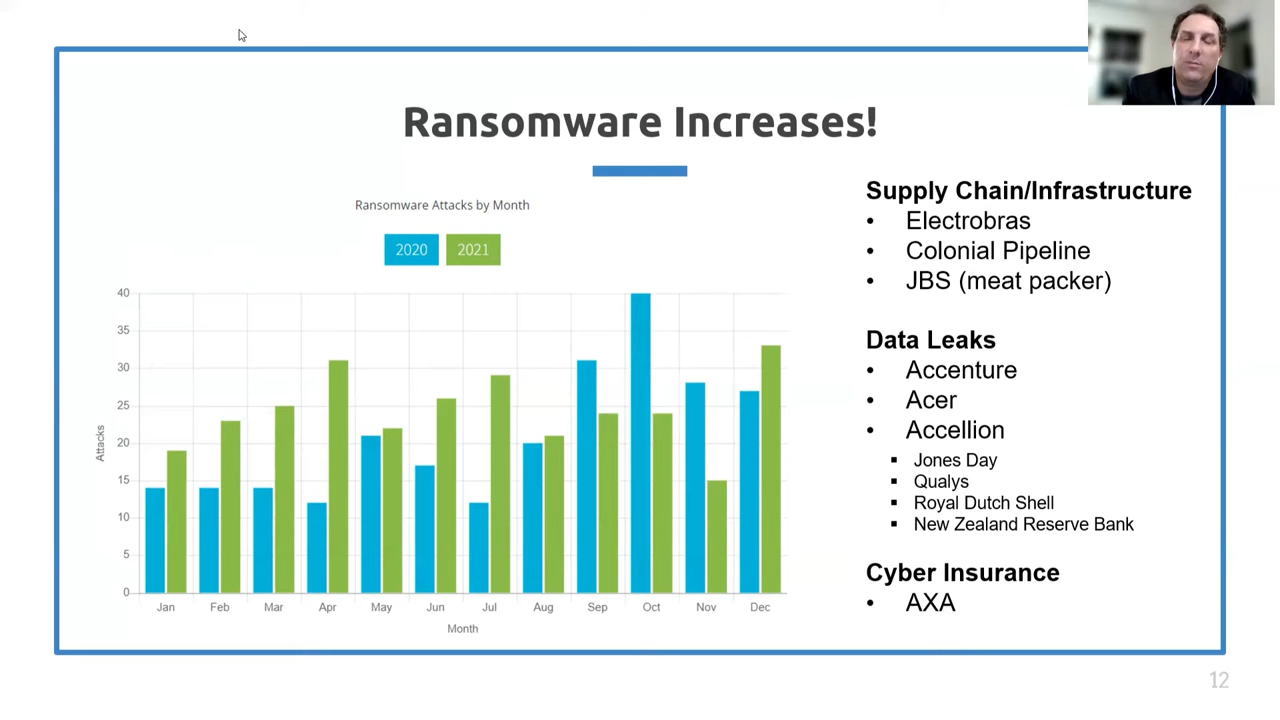 Ransomware Increases!
Ransomware Attacks by Month
2020 2021
40
35
30
25
20
15
10
5
0
Attacks
Jan Feb Mar Apr May Jun Jul Aug Sep Oct Nov Dec
Month
Supply Chain/Infrastructure
• Electrobras
• Colonial Pipeline
• JBS (meat packer)
Data Leaks
• Accenture
• Acer
• Accellion
▪ Jones Day
▪ Qualys
▪ Royal Dutch Shell
▪ New Zealand Reserve Bank
Cyber Insurance
• AXA
12